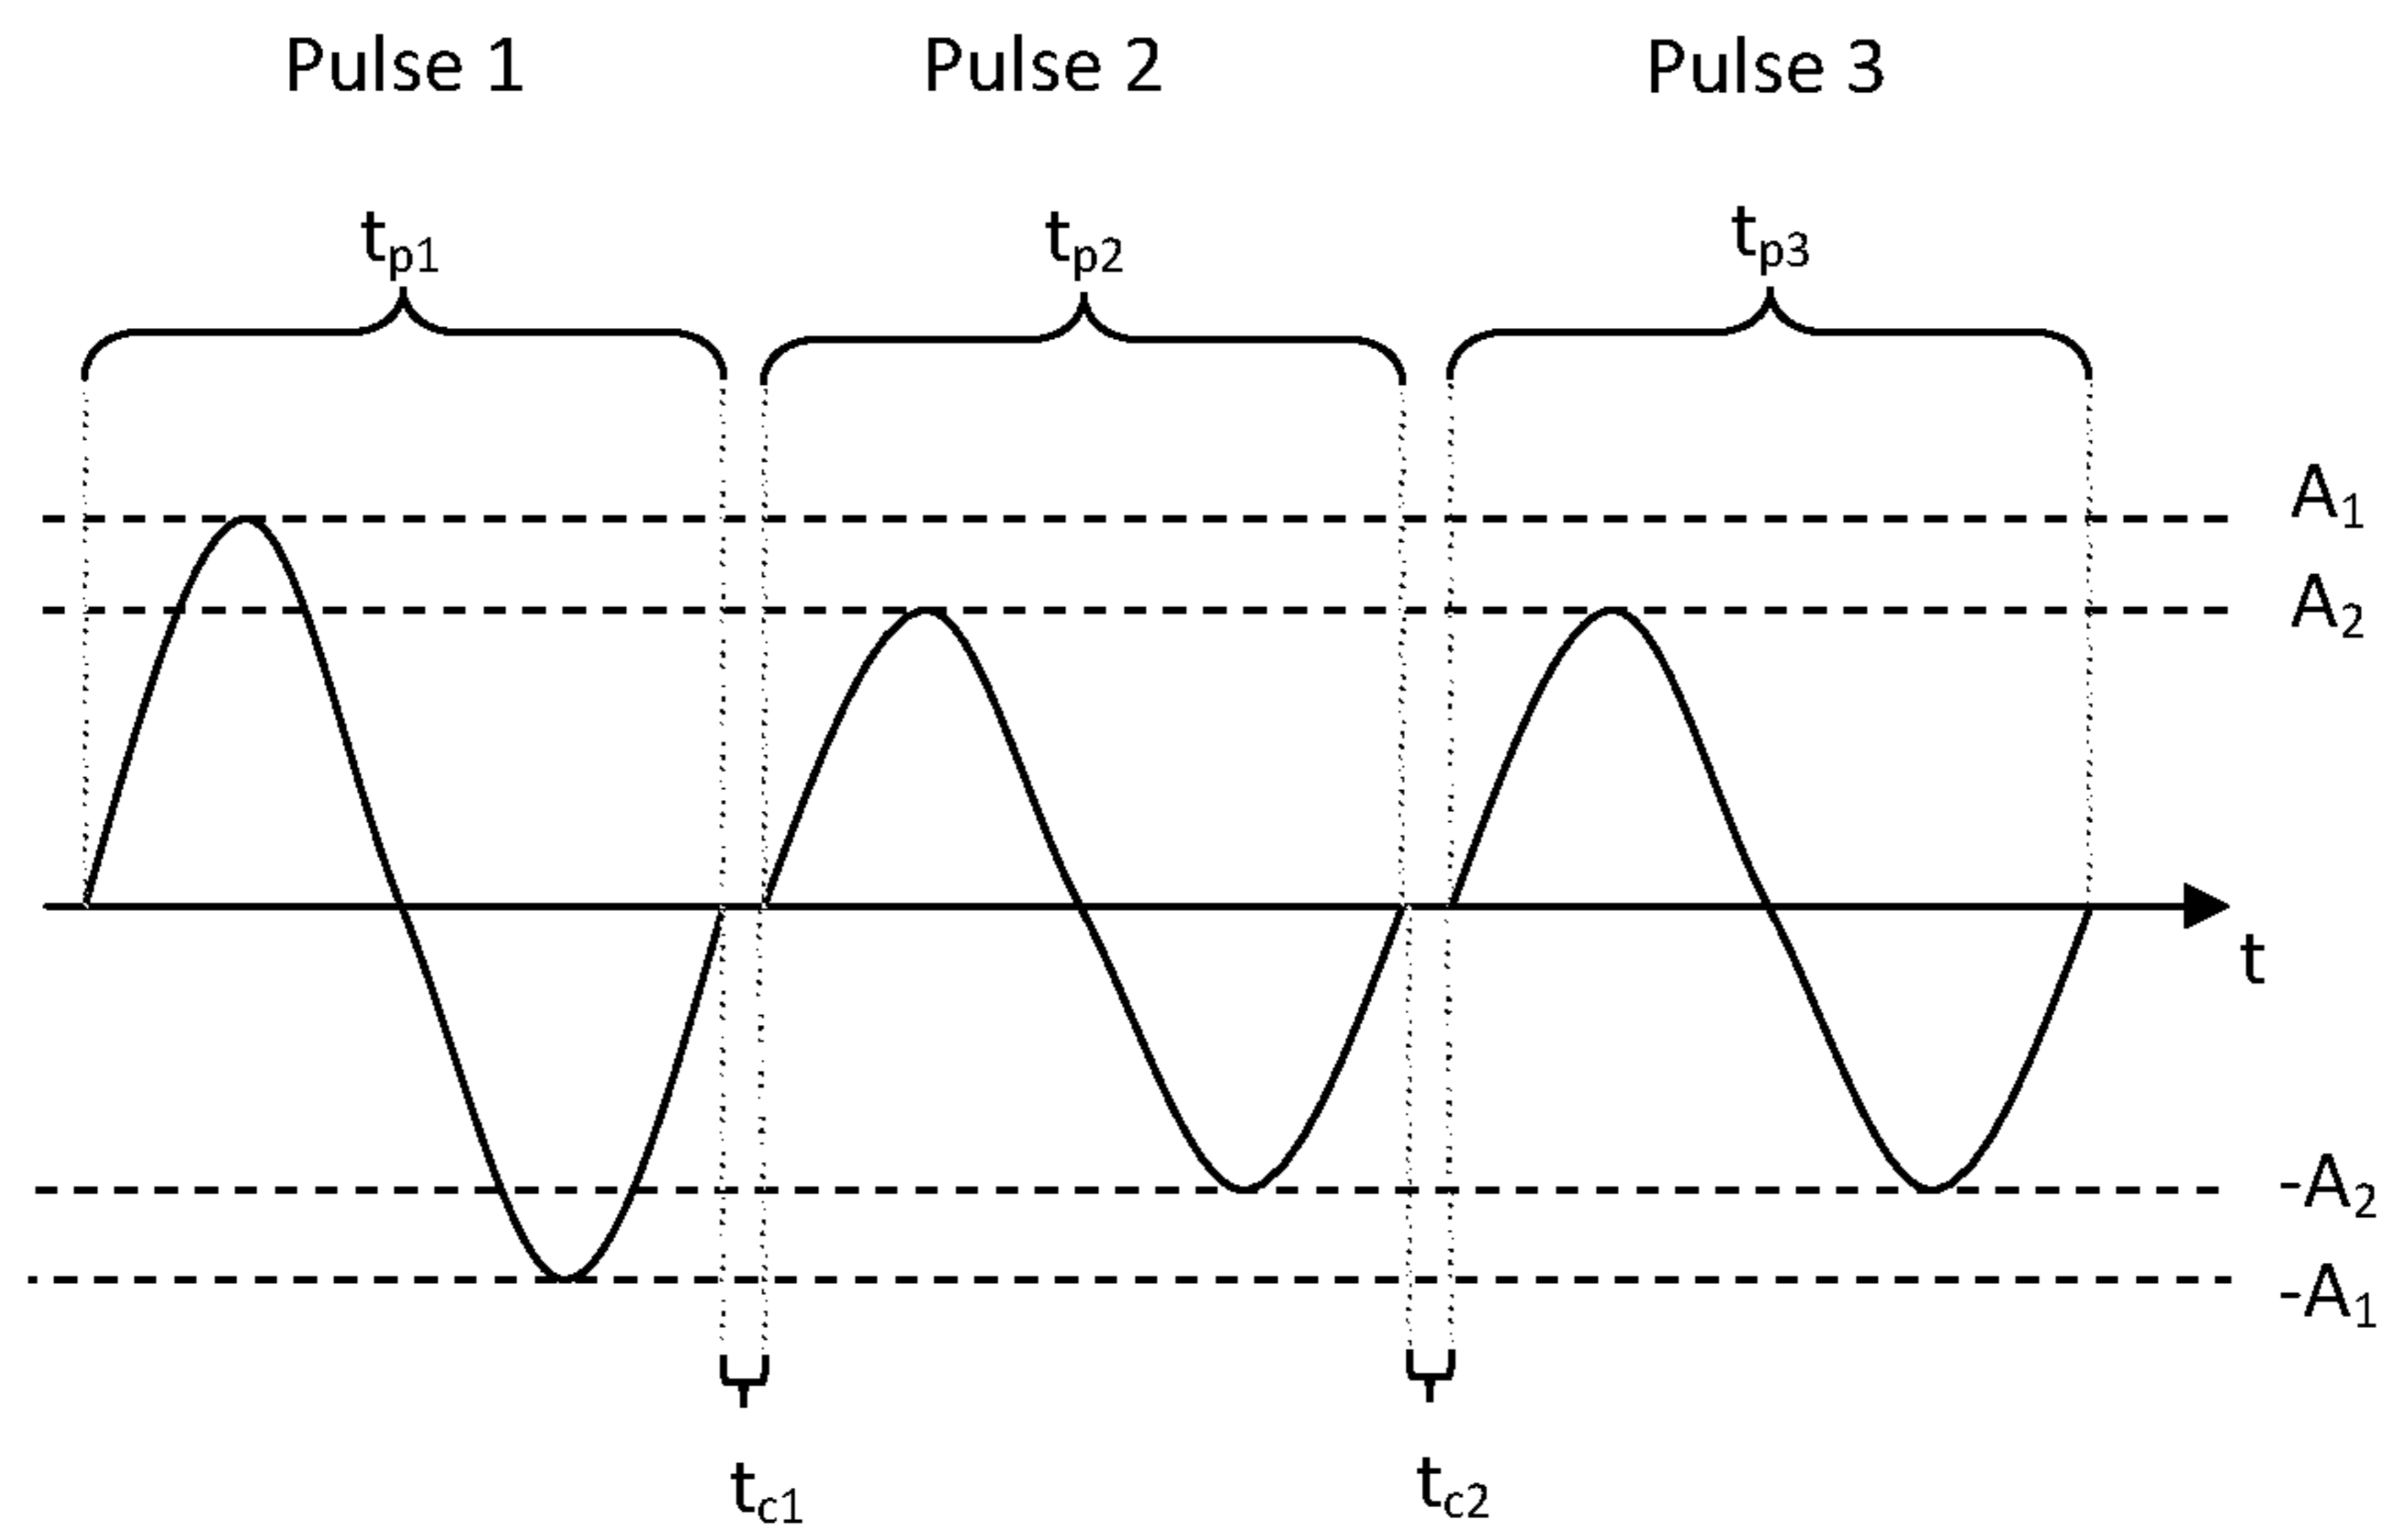 Pulse 1 Pulse 2 Pulse 3
tp1 tp2 tp3
A1
A2
t
-A2
-A1
tc1 tc2